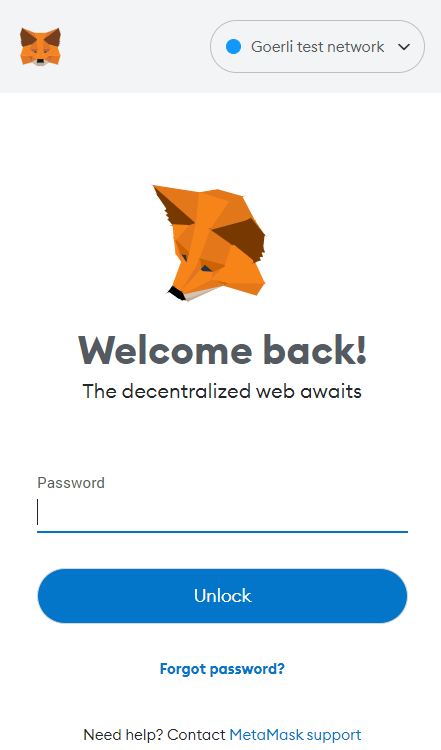 Goerli test network
Welcome back!
The decentralized web awaits
Password
Unlock
Forgot password?
Need help? Contact MetaMask support